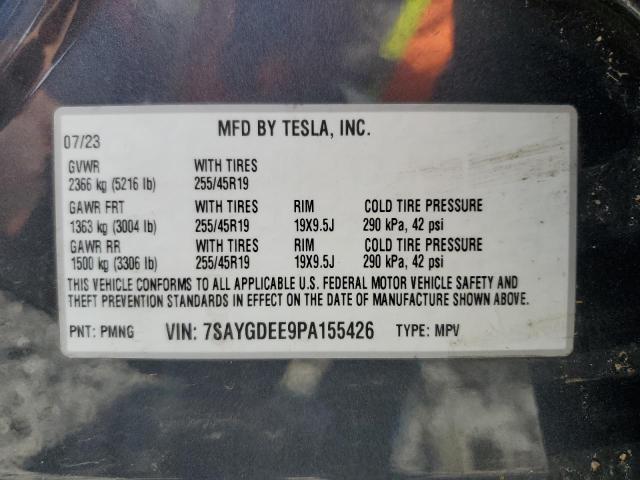 MFD BY TESLA, INC.
07/23
GVWR WITH TIRES
2366 kg (5216 lb) 255/45R19
GAWR FRT WITH TIRES RIM COLD TIRE PRESSURE
1363 kg (3004 lb) 255/45R19 19X9.5J 290 kPa, 42 psi
GAWR RR WITH TIRES RIM COLD TIRE PRESSURE
1500 kg (3306 lb) 255/45R19 19X9.5J 290 kPa, 42 psi
THIS VEHICLE CONFORMS TO ALL APPLICABLE U.S. FEDERAL MOTOR VEHICLE SAFETY AND
THEFT PREVENTION STANDARDS IN EFFECT ON THE DATE OF MANUFACTURE SHOWN ABOVE.
PNT: PMNG VIN: 7SAYGDEE9PA155426 TYPE: MPV